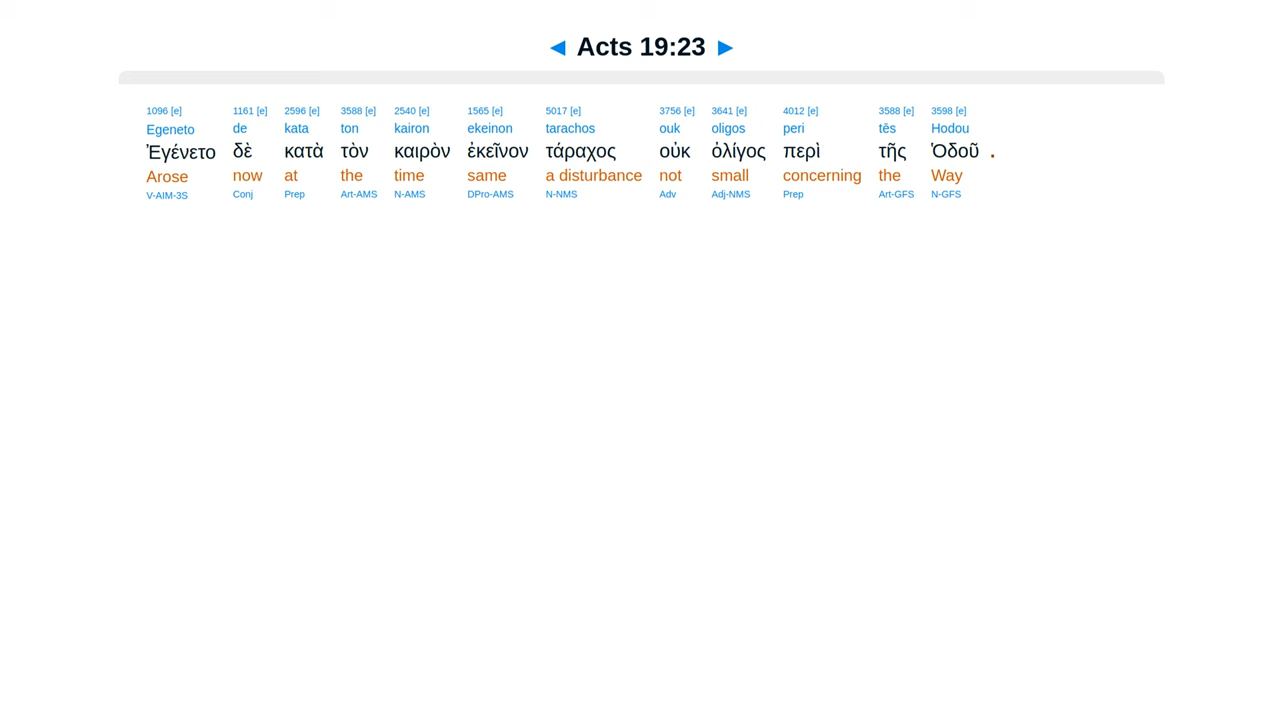 ◄ Acts 19:23 ►
1096 [e] 1161 [e] 2596 [e] 3588 [e] 2540 [e] 1565 [e] 5017 [e] 3756 [e] 3641 [e] 4012 [e] 3588 [e] 3598 [e]
Egeneto de kata ton kairon ekeinon tarachos ouk oligos peri tēs Hodou
Ἐγένετο δὲ κατὰ τὸν καιρὸν ἐκεῖνον τάραχος οὐκ ὀλίγος περὶ τῆς Ὁδοῦ .
Arose now at the time same a disturbance not small concerning the Way
V-AIM-3S Conj Prep Art-AMS N-AMS DPro-AMS N-NMS Adv Adj-NMS Prep Art-GFS N-GFS